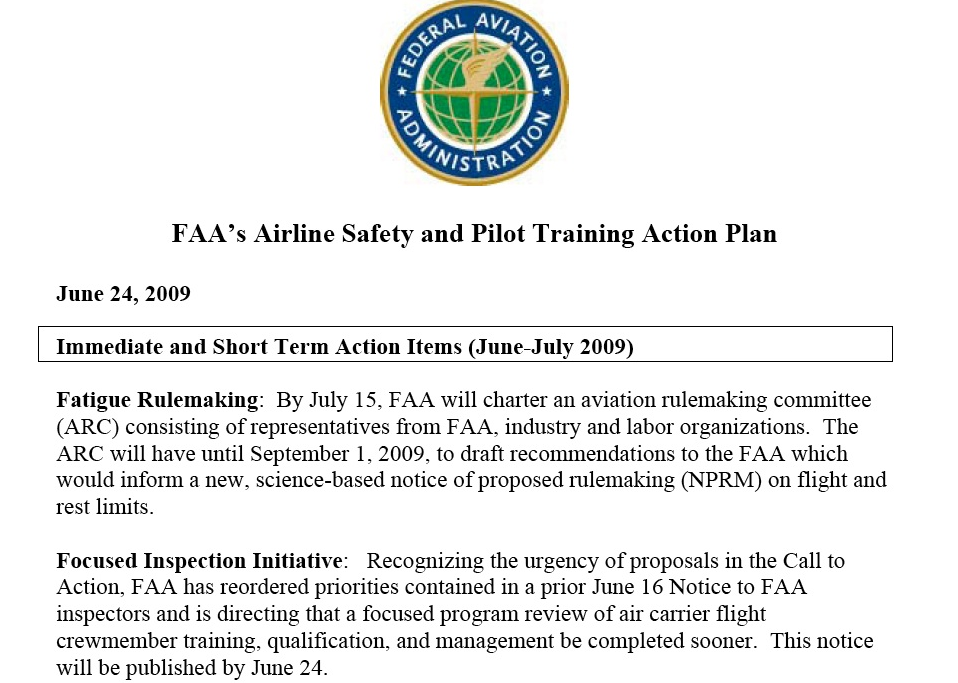 FEDERAL AVIATION
ADMINISTRATION
FAA’s Airline Safety and Pilot Training Action Plan
June 24, 2009
Immediate and Short Term Action Items (June-July 2009)
Fatigue Rulemaking:  By July 15, FAA will charter an aviation rulemaking committee
(ARC) consisting of representatives from FAA, industry and labor organizations.  The
ARC will have until September 1, 2009, to draft recommendations to the FAA which
would inform a new, science-based notice of proposed rulemaking (NPRM) on flight and
rest limits.
Focused Inspection Initiative:   Recognizing the urgency of proposals in the Call to
Action, FAA has reordered priorities contained in a prior June 16 Notice to FAA
inspectors and is directing that a focused program review of air carrier flight
crewmember training, qualification, and management be completed sooner.  This notice
will be published by June 24.